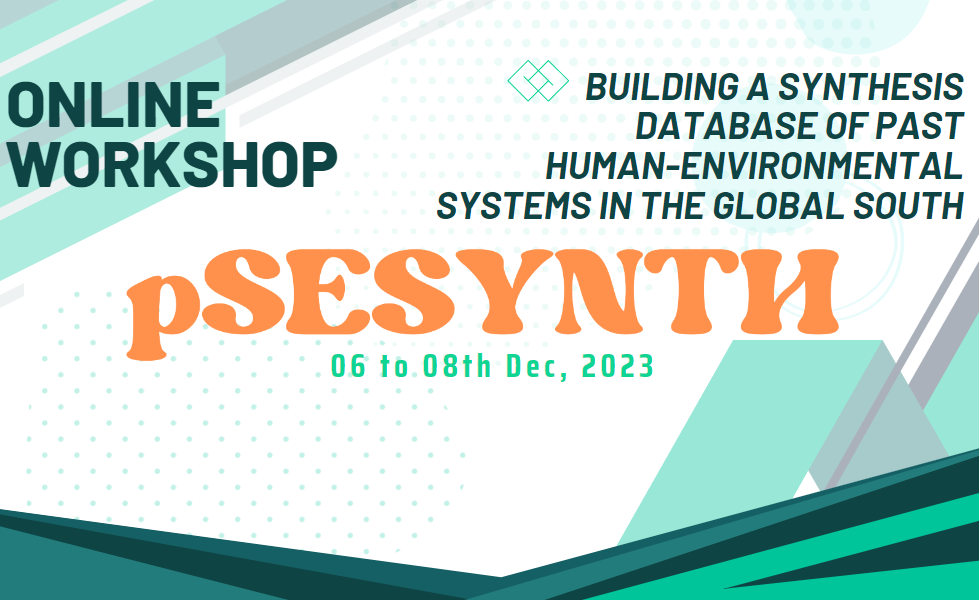 ONLINE
WORKSHOP
BUILDING A SYNTHESIS
DATABASE OF PAST
HUMAN-ENVIRONMENTAL
SYSTEMS IN THE GLOBAL SOUTH
pSESYNTH
06 to 08th Dec, 2023